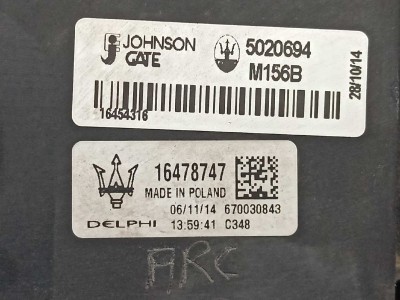 JOHNSON
GATE
5020694
M156B
28/10/14
16454316
16478747
MADE IN POLAND
06/11/14 670030843
DELPHI 13:59:41 C348
ARC